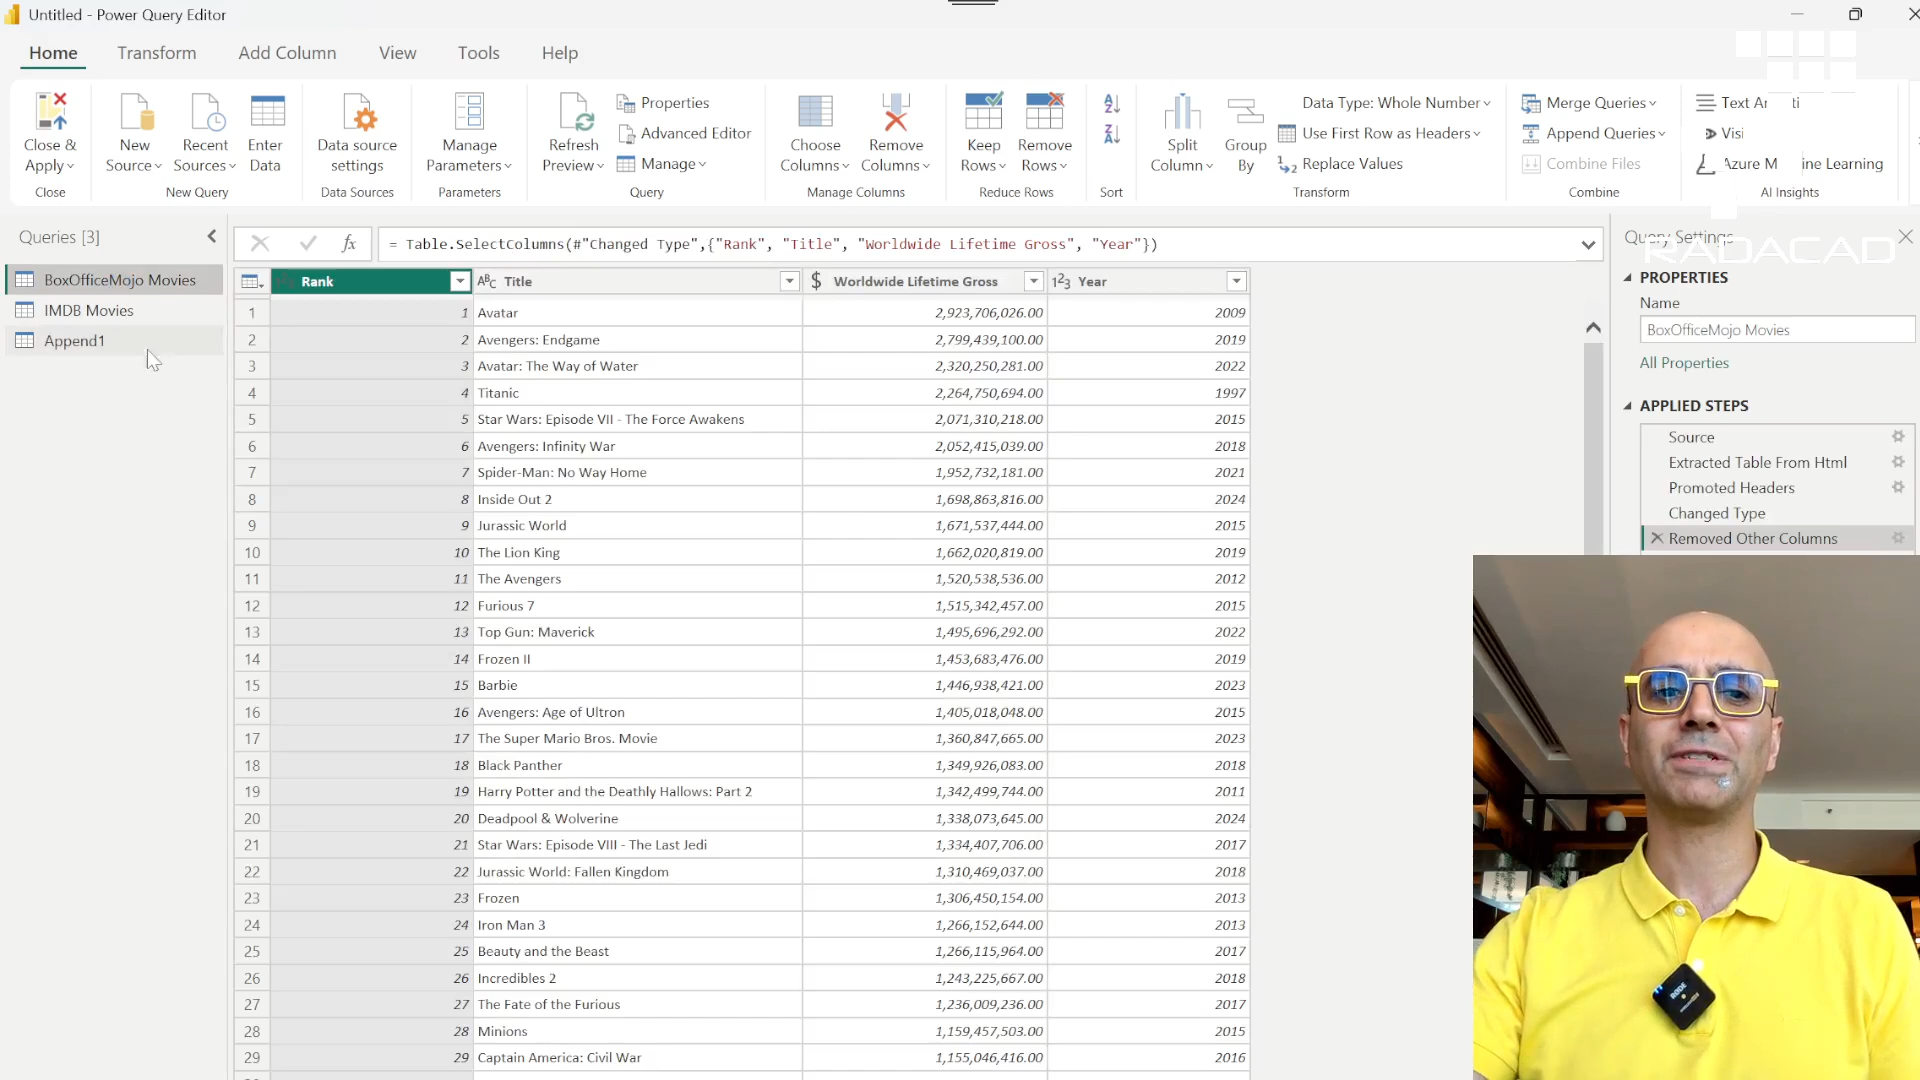 Untitled - Power Query Editor
Home Transform Add Column View Tools Help
Close & Apply
New Source
Recent Sources
Enter Data
Data source settings
Manage Parameters
Refresh Preview
Properties
Advanced Editor
Manage
Choose Columns
Remove Columns
Keep Rows
Remove Rows
Split Column
Group By
Data Type: Whole Number
Use First Row as Headers
Replace Values
Merge Queries
Append Queries
Combine Files
Text
Azure M ine Learning
Close New Query Data Sources Parameters Query Manage Columns Reduce Rows Sort Transform Combine AI Insights
Queries [3]
BoxOfficeMojo Movies
IMDB Movies
Append1
fx = Table.SelectColumns(#"Changed Type",{"Rank", "Title", "Worldwide Lifetime Gross", "Year"})
Rank ABC Title $ Worldwide Lifetime Gross 123 Year
1 1 Avatar 2,923,706,026.00 2009
2 2 Avengers: Endgame 2,799,439,100.00 2019
3 3 Avatar: The Way of Water 2,320,250,281.00 2022
4 4 Titanic 2,264,750,694.00 1997
5 5 Star Wars: Episode VII - The Force Awakens 2,071,310,218.00 2015
6 6 Avengers: Infinity War 2,052,415,039.00 2018
7 7 Spider-Man: No Way Home 1,952,732,181.00 2021
8 8 Inside Out 2 1,698,863,816.00 2024
9 9 Jurassic World 1,671,537,444.00 2015
10 10 The Lion King 1,662,020,819.00 2019
11 11 The Avengers 1,520,538,536.00 2012
12 12 Furious 7 1,515,342,457.00 2015
13 13 Top Gun: Maverick 1,495,696,292.00 2022
14 14 Frozen II 1,453,683,476.00 2019
15 15 Barbie 1,446,938,421.00 2023
16 16 Avengers: Age of Ultron 1,405,018,048.00 2015
17 17 The Super Mario Bros. Movie 1,360,847,665.00 2023
18 18 Black Panther 1,349,926,083.00 2018
19 19 Harry Potter and the Deathly Hallows: Part 2 1,342,499,744.00 2011
20 20 Deadpool & Wolverine 1,338,073,645.00 2024
21 21 Star Wars: Episode VIII - The Last Jedi 1,334,407,706.00 2017
22 22 Jurassic World: Fallen Kingdom 1,310,469,037.00 2018
23 23 Frozen 1,306,450,154.00 2013
24 24 Iron Man 3 1,266,152,644.00 2013
25 25 Beauty and the Beast 1,266,115,964.00 2017
26 26 Incredibles 2 1,243,225,667.00 2018
27 27 The Fate of the Furious 1,236,009,236.00 2017
28 28 Minions 1,159,457,503.00 2015
29 29 Captain America: Civil War 1,155,046,416.00 2016
Query Settings
RADACAD
PROPERTIES
Name
BoxOfficeMojo Movies
All Properties
APPLIED STEPS
Source
Extracted Table From Html
Promoted Headers
Changed Type
Removed Other Columns
RØDE